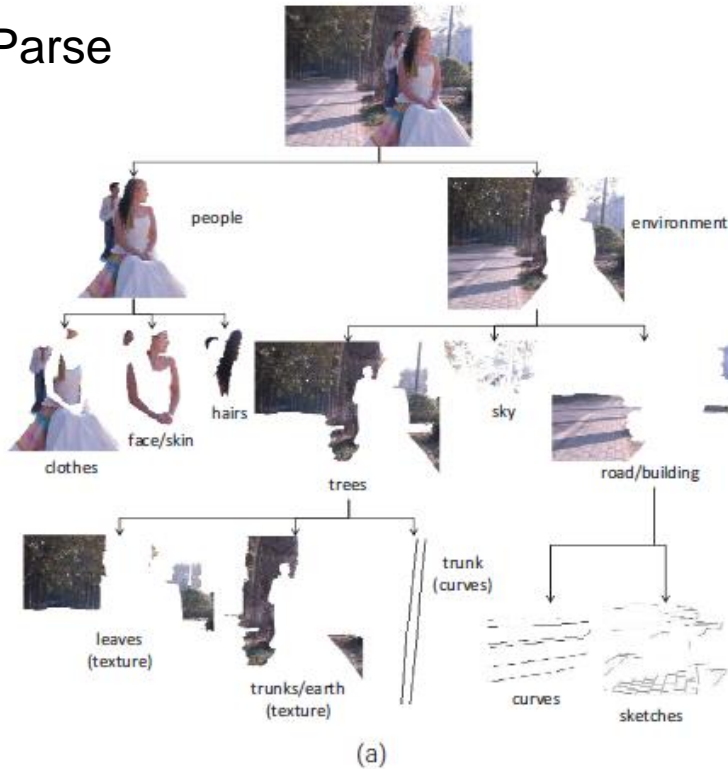 Parse
people
environment
clothes
face/skin
hairs
trees
sky
road/building
leaves
(texture)
trunks/earth
(texture)
trunk
(curves)
curves
sketches
(a)